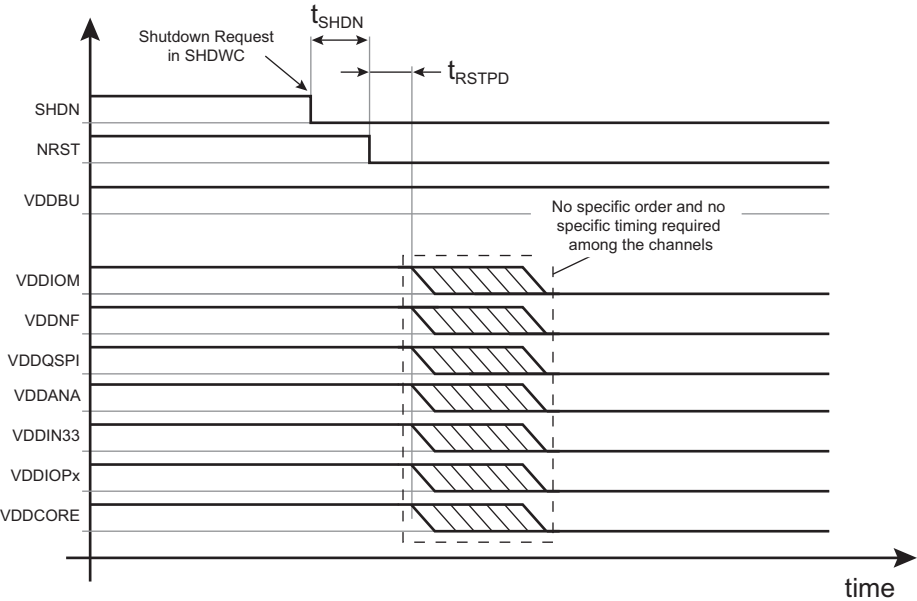 tSHDN
Shutdown Request
in SHDWC
tRSTPD
SHDN
NRST
VDDBU
No specific order and no
specific timing required
among the channels
VDDIOM
VDDNF
VDDQSPI
VDDANA
VDDIN33
VDDIOPx
VDDCORE
time